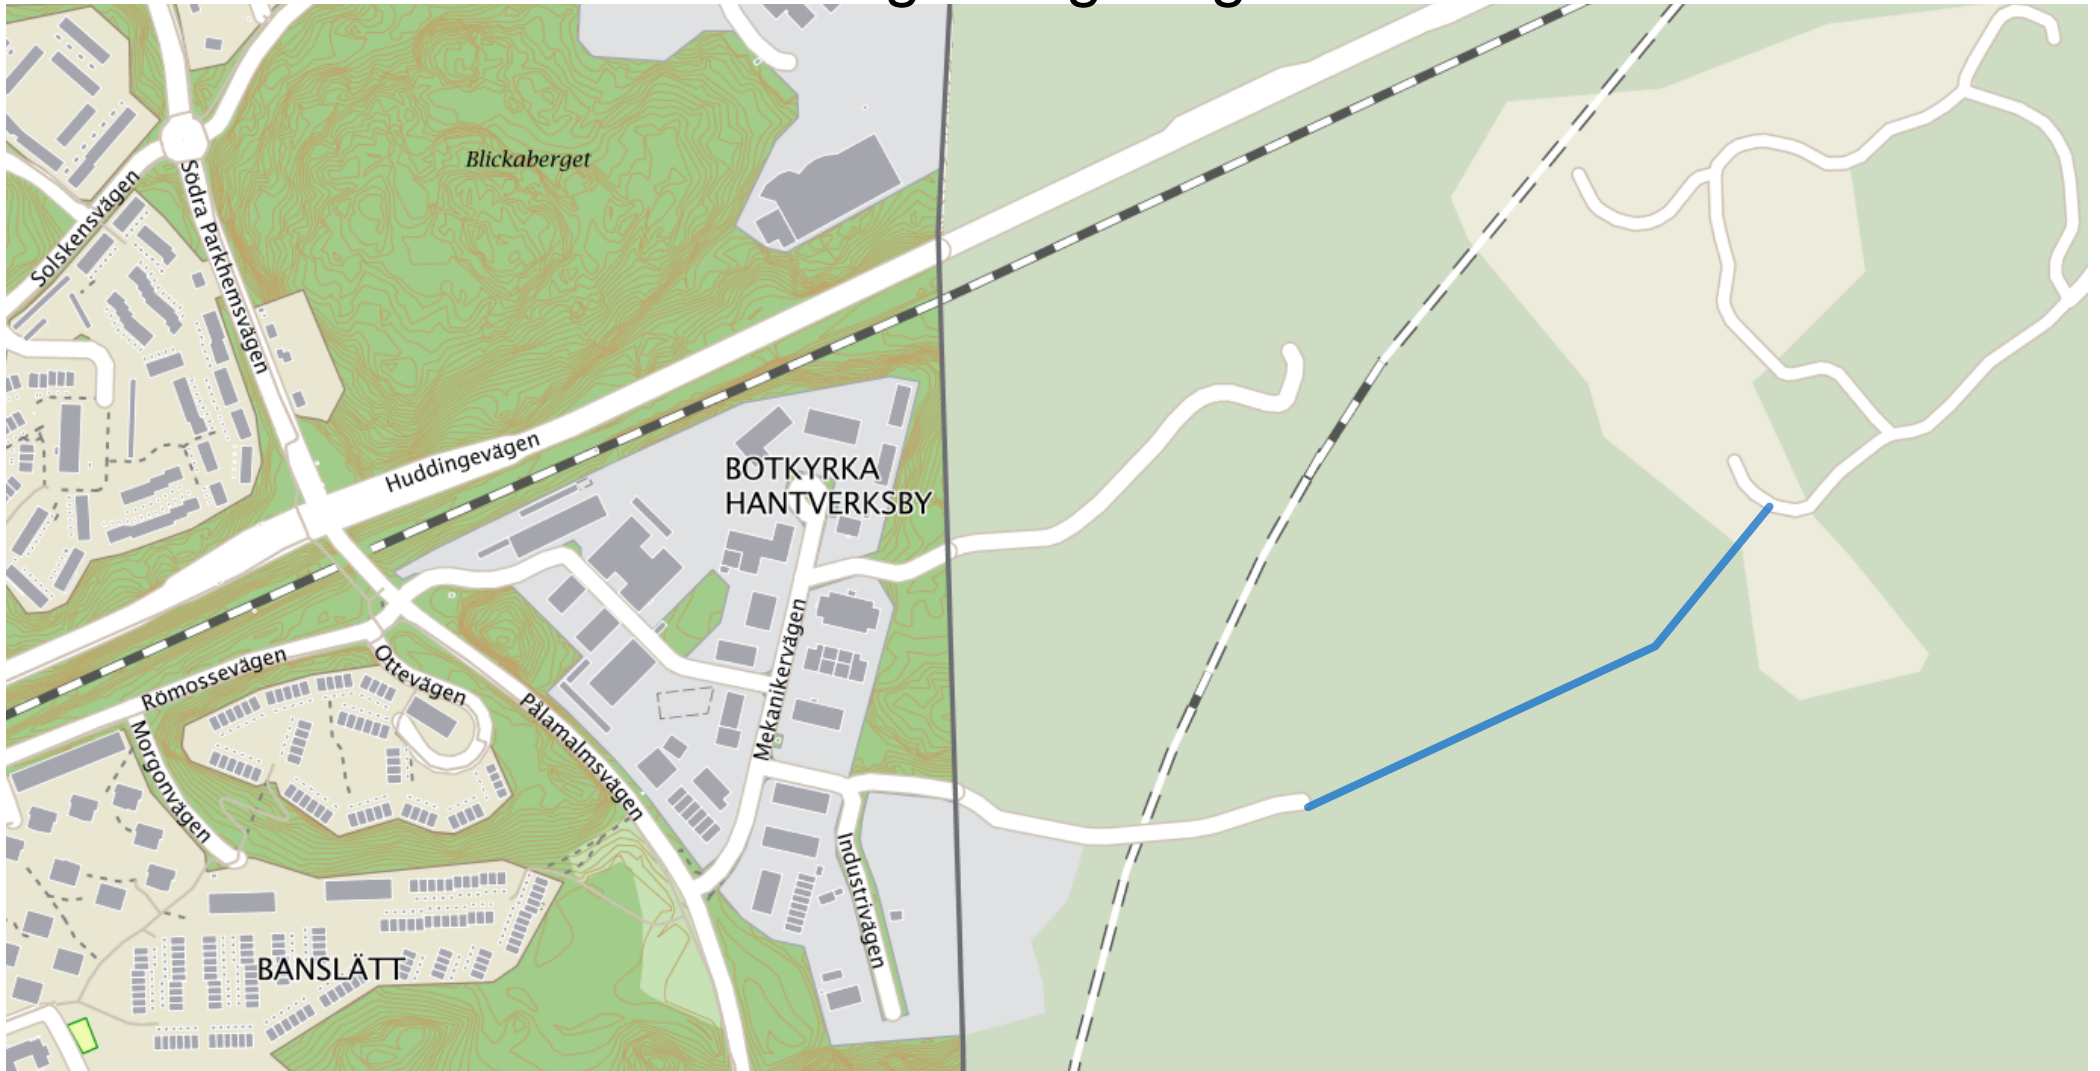 Blickaberget
Södra Parkhemsvägen
Solskensvägen
Huddingevägen
BOTKYRKA
HANTVERKSBY
Mekanikervägen
Römossevägen
Ottevägen
Pålamalmsvägen
Morgonvägen
Industrivägen
BANSLÄTT